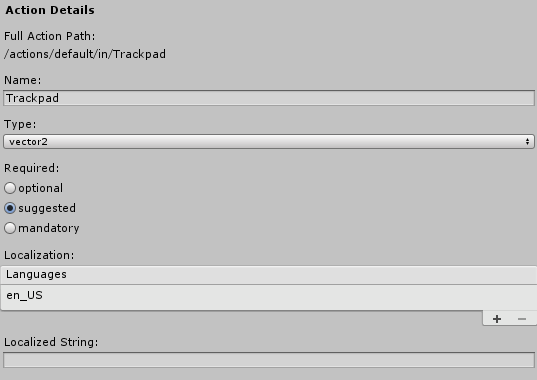 Action Details
Full Action Path:
/actions/default/in/Trackpad
Name:
Trackpad
Type:
vector2
Required:
optional
suggested
mandatory
Localization:
Languages
en_US
+ −
Localized String: